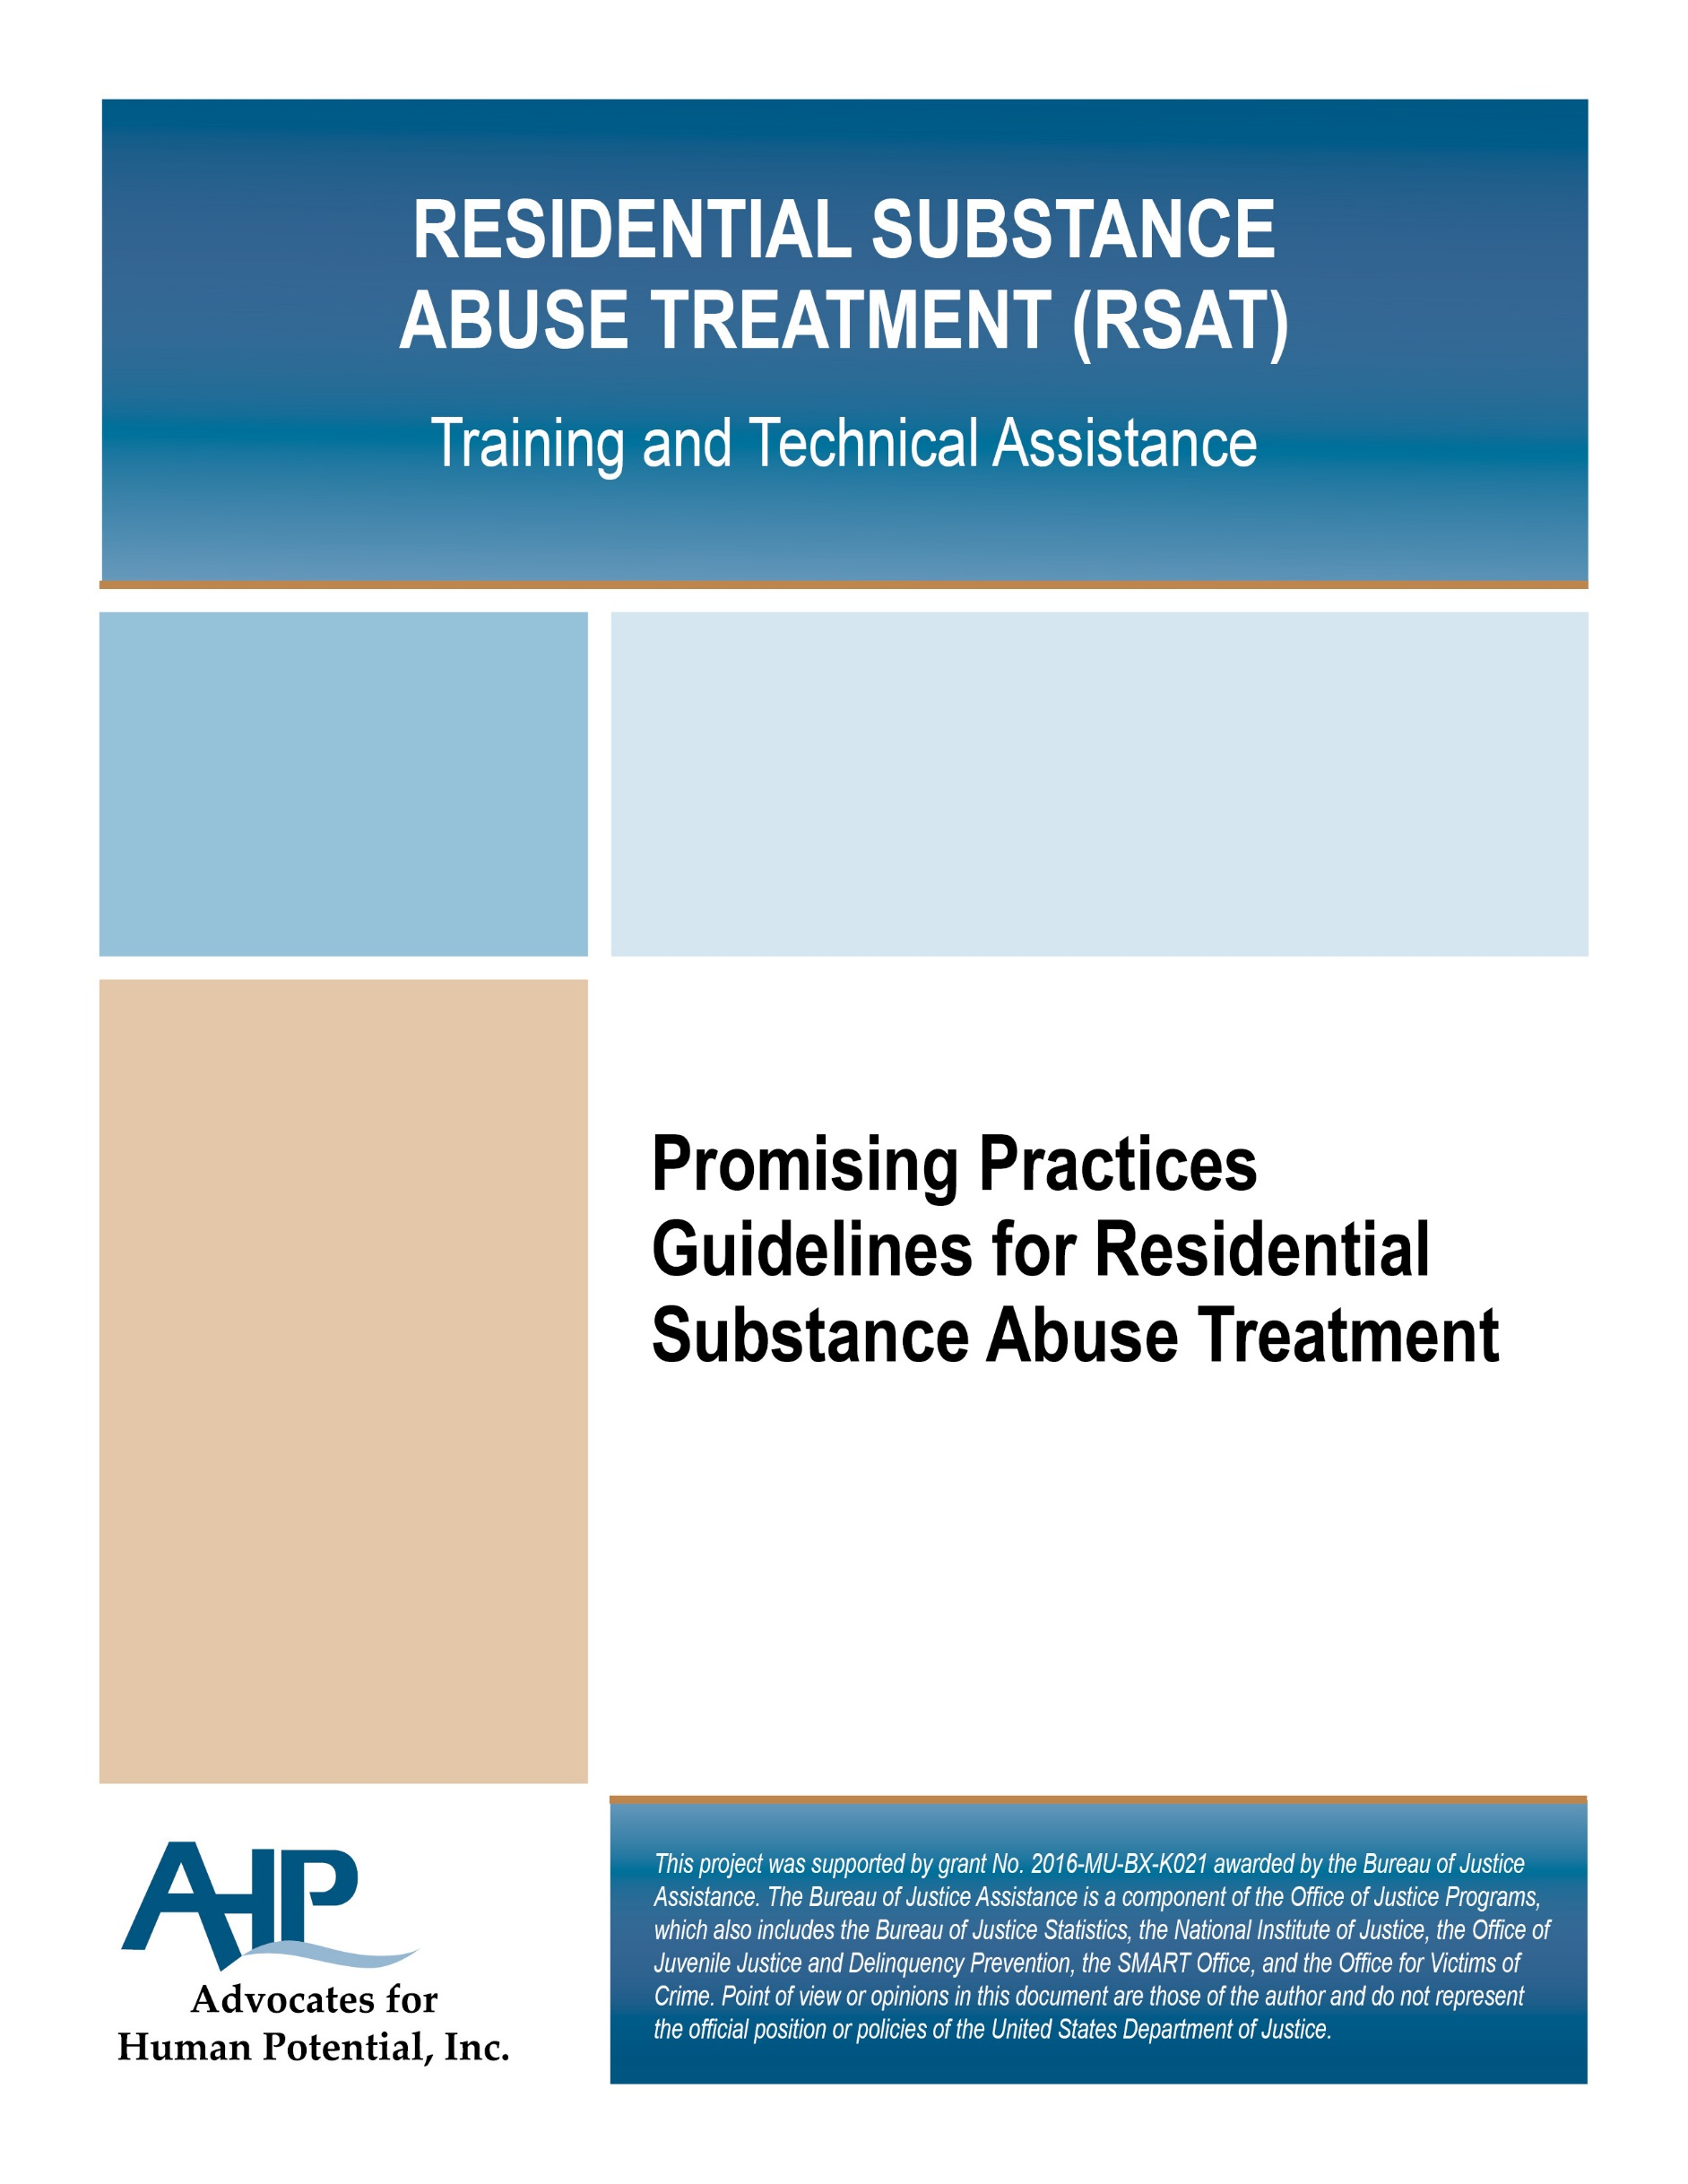 RESIDENTIAL SUBSTANCE
ABUSE TREATMENT (RSAT)
Training and Technical Assistance
Promising Practices
Guidelines for Residential
Substance Abuse Treatment
AHP
Advocates for
Human Potential, Inc.
This project was supported by grant No. 2016-MU-BX-K021 awarded by the Bureau of Justice
Assistance. The Bureau of Justice Assistance is a component of the Office of Justice Programs,
which also includes the Bureau of Justice Statistics, the National Institute of Justice, the Office of
Juvenile Justice and Delinquency Prevention, the SMART Office, and the Office for Victims of
Crime. Point of view or opinions in this document are those of the author and do not represent
the official position or policies of the United States Department of Justice.